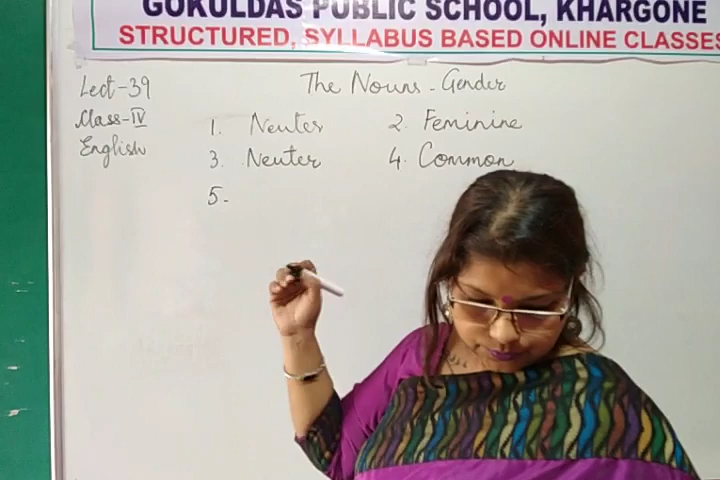 GOKULDAS PUBLIC SCHOOL, KHARGONE
STRUCTURED, SYLLABUS BASED ONLINE CLASSES
Lect-39
Class-IV
English
The Nouns - Gender
1. Neuter 2. Feminine
3. Neuter 4. Common
5.